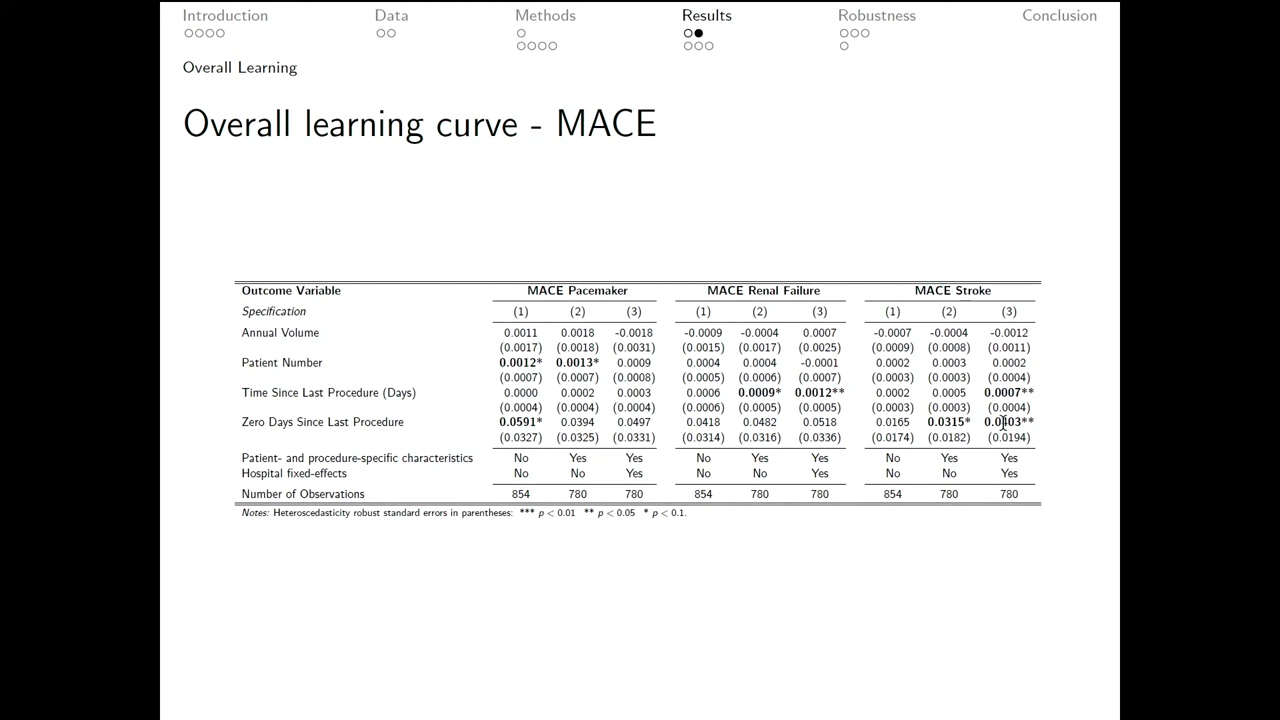 Introduction Data Methods Results Robustness Conclusion
Overall Learning
Overall learning curve - MACE
Outcome Variable MACE Pacemaker MACE Renal Failure MACE Stroke
Specification (1) (2) (3) (1) (2) (3) (1) (2) (3)
Annual Volume 0.0011 0.0018 -0.0018 -0.0009 -0.0004 0.0007 -0.0007 -0.0004 -0.0012
(0.0017) (0.0018) (0.0031) (0.0015) (0.0017) (0.0025) (0.0009) (0.0008) (0.0011)
Patient Number 0.0012* 0.0013* 0.0009 0.0004 0.0004 -0.0001 0.0002 0.0003 0.0002
(0.0007) (0.0007) (0.0008) (0.0005) (0.0006) (0.0007) (0.0003) (0.0003) (0.0004)
Time Since Last Procedure (Days) 0.0000 0.0002 0.0003 0.0006 0.0009* 0.0012** 0.0002 0.0005 0.0007**
(0.0004) (0.0004) (0.0004) (0.0006) (0.0005) (0.0005) (0.0003) (0.0003) (0.0004)
Zero Days Since Last Procedure 0.0591* 0.0394 0.0497 0.0418 0.0482 0.0518 0.0165 0.0315* 0.0403**
(0.0327) (0.0325) (0.0331) (0.0314) (0.0316) (0.0336) (0.0174) (0.0182) (0.0194)
Patient- and procedure-specific characteristics No Yes Yes No Yes Yes No Yes Yes
Hospital fixed-effects No No Yes No No Yes No No Yes
Number of Observations 854 780 780 854 780 780 854 780 780
Notes: Heteroscedasticity robust standard errors in parentheses: *** p < 0.01 ** p < 0.05 * p < 0.1.